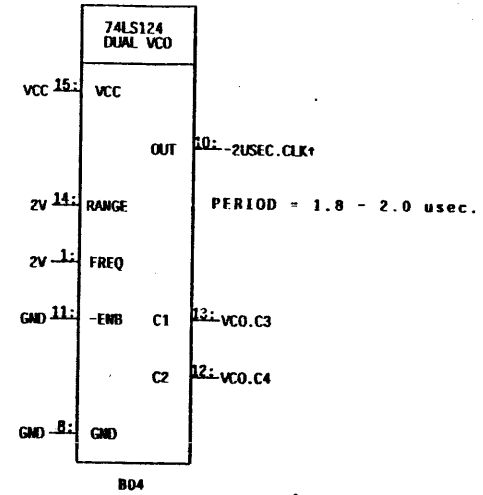 74LS124
DUAL VCO
VCC 15: VCC
OUT 10: -2USEC.CLK↑
2V 14: RANGE
PERIOD = 1.8 - 2.0 usec.
2V 1: FREQ
GND 11: -ENB
C1 13: VCO.C3
C2 12: VCO.C4
GND 8: GND
B04